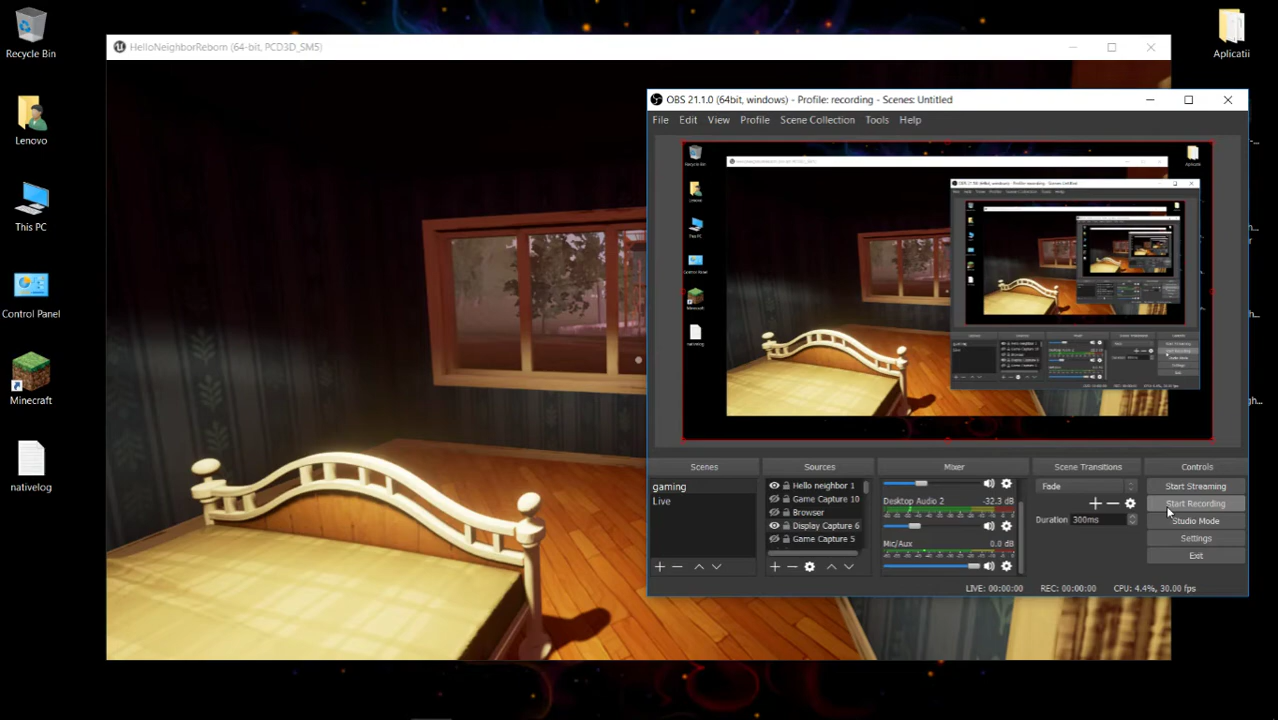 Recycle Bin
Lenovo
This PC
Control Panel
Minecraft
nativelog
Aplicatii
HelloNeighborReborn (64-bit, PCD3D_SM5)
OBS 21.1.0 (64bit, windows) - Profile: recording - Scenes: Untitled
File Edit View Profile Scene Collection Tools Help
Scenes
gaming
Live
Sources
Hello neighbor 1
Game Capture 10
Browser
Display Capture 6
Game Capture 5
Mixer
Desktop Audio 2 -32.3 dB
Mic/Aux 0.0 dB
Scene Transitions
Fade
Duration 300ms
Controls
Start Streaming
Start Recording
Studio Mode
Settings
Exit
LIVE: 00:00:00 REC: 00:00:00 CPU: 4.4%, 30.00 fps